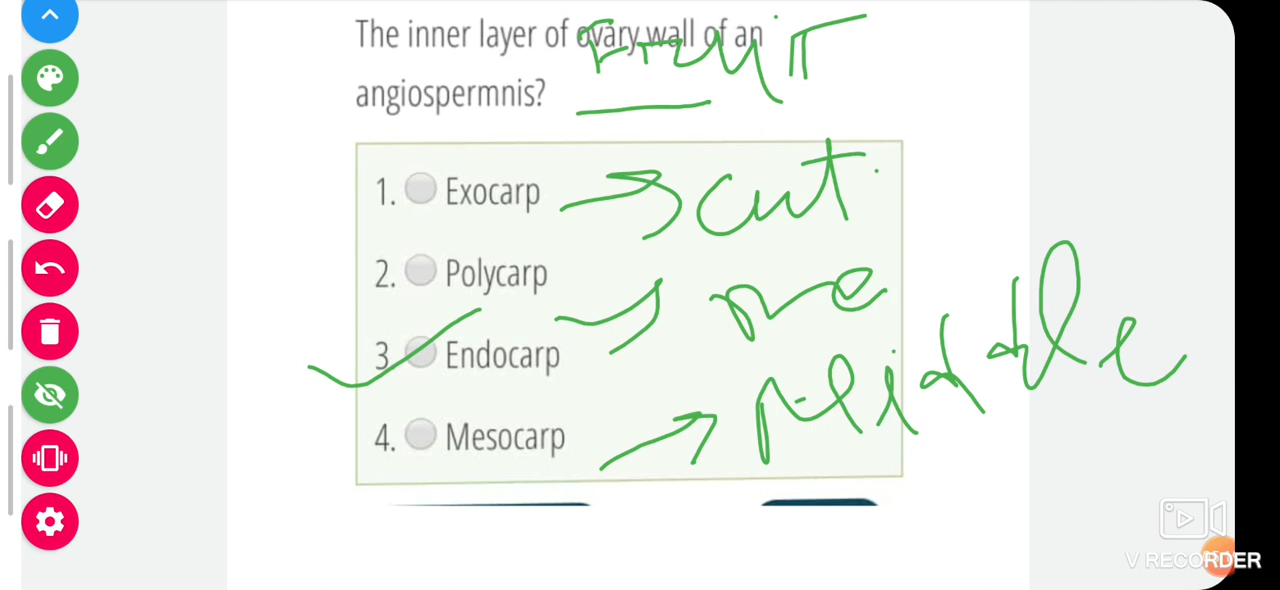 The inner layer of ovary wall of an
Fruit
angiospermnis?
1. Exocarp out
2. Polycarp
3 Endocarp
4. Mesocarp Middle
V RECORDER